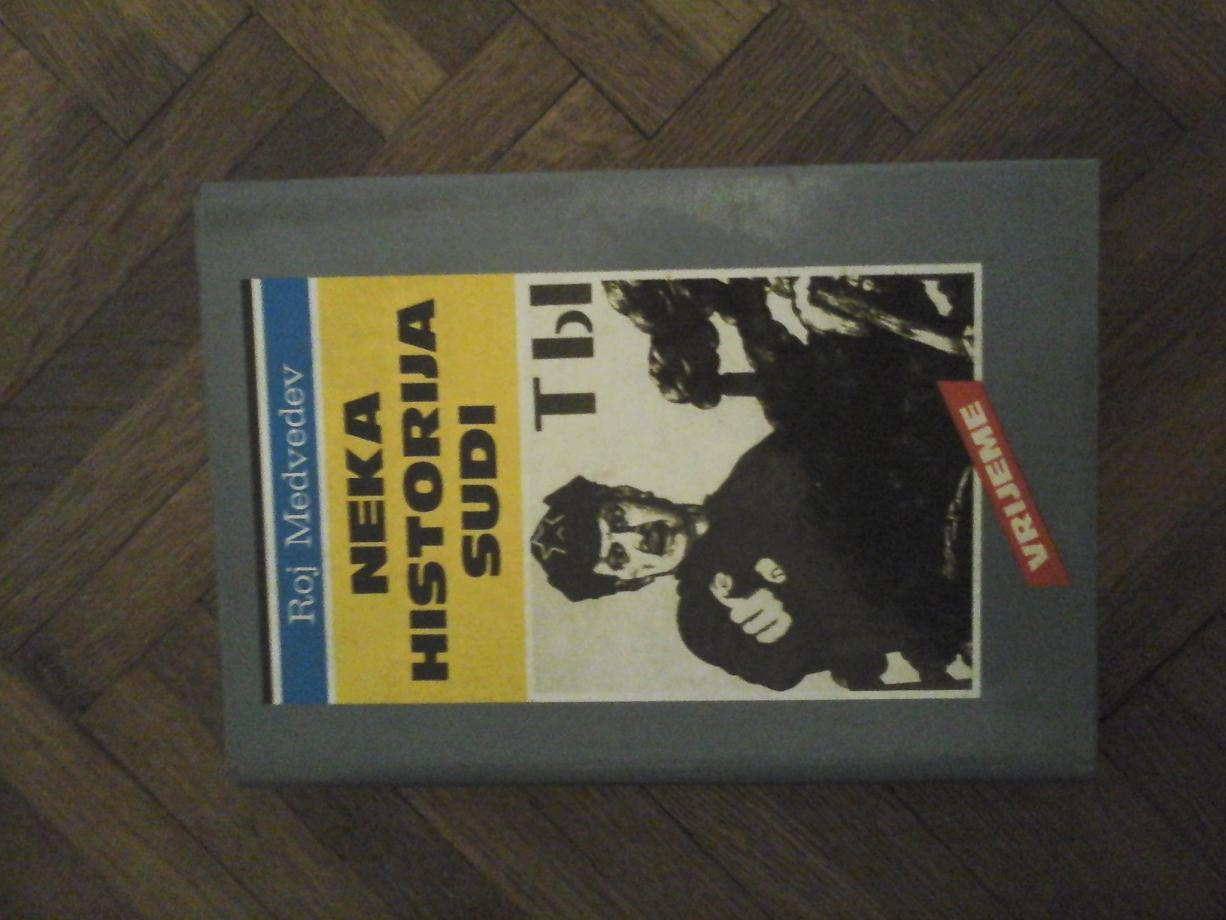 Roj Medvedev
NEKA
HISTORIJA
SUDI
ТЫ
VRIJEME